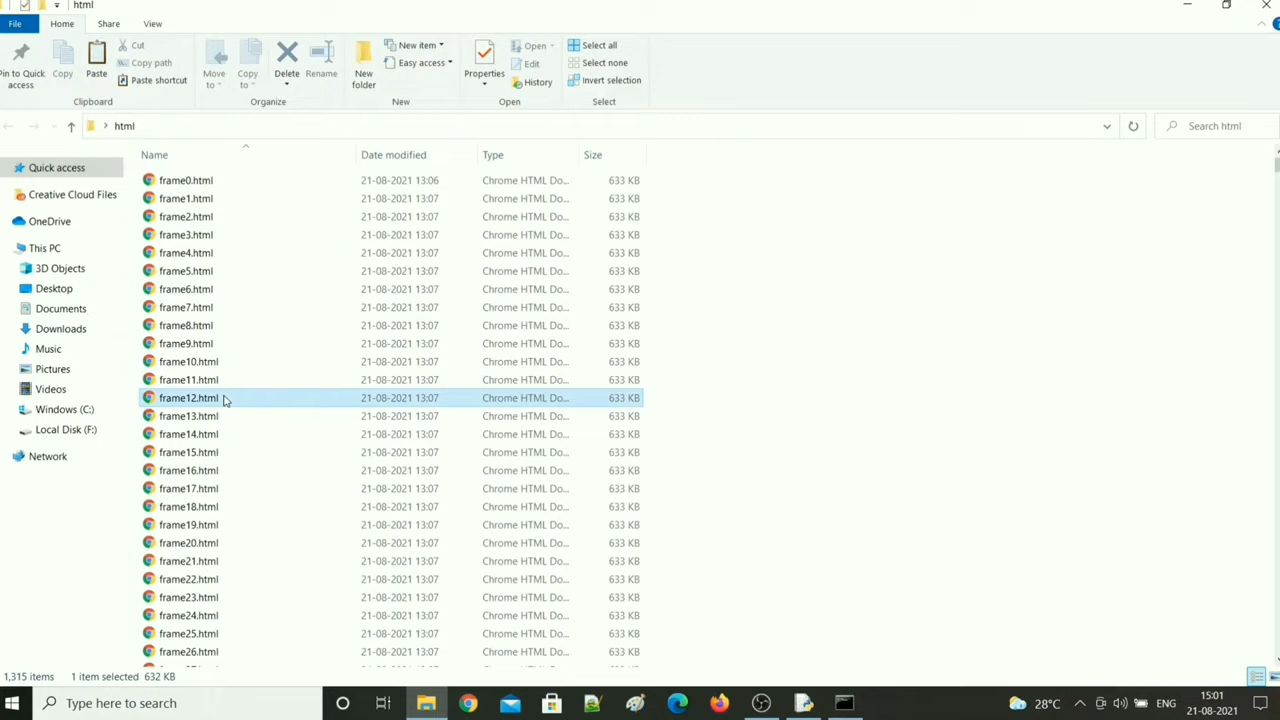 html
File Home Share View
Pin to Quick access
Copy
Paste
Cut
Copy path
Paste shortcut
Clipboard
Move to
Copy to
Delete
Rename
Organize
New folder
New item
Easy access
New
Properties
Open
Edit
History
Open
Select all
Select none
Invert selection
Select
html
Search html
Quick access
Creative Cloud Files
OneDrive
This PC
3D Objects
Desktop
Documents
Downloads
Music
Pictures
Videos
Windows (C:)
Local Disk (F:)
Network
Name Date modified Type Size
frame0.html 21-08-2021 13:06 Chrome HTML Do... 633 KB
frame1.html 21-08-2021 13:07 Chrome HTML Do... 633 KB
frame2.html 21-08-2021 13:07 Chrome HTML Do... 633 KB
frame3.html 21-08-2021 13:07 Chrome HTML Do... 633 KB
frame4.html 21-08-2021 13:07 Chrome HTML Do... 633 KB
frame5.html 21-08-2021 13:07 Chrome HTML Do... 633 KB
frame6.html 21-08-2021 13:07 Chrome HTML Do... 633 KB
frame7.html 21-08-2021 13:07 Chrome HTML Do... 633 KB
frame8.html 21-08-2021 13:07 Chrome HTML Do... 633 KB
frame9.html 21-08-2021 13:07 Chrome HTML Do... 633 KB
frame10.html 21-08-2021 13:07 Chrome HTML Do... 633 KB
frame11.html 21-08-2021 13:07 Chrome HTML Do... 633 KB
frame12.html 21-08-2021 13:07 Chrome HTML Do... 633 KB
frame13.html 21-08-2021 13:07 Chrome HTML Do... 633 KB
frame14.html 21-08-2021 13:07 Chrome HTML Do... 633 KB
frame15.html 21-08-2021 13:07 Chrome HTML Do... 633 KB
frame16.html 21-08-2021 13:07 Chrome HTML Do... 633 KB
frame17.html 21-08-2021 13:07 Chrome HTML Do... 633 KB
frame18.html 21-08-2021 13:07 Chrome HTML Do... 633 KB
frame19.html 21-08-2021 13:07 Chrome HTML Do... 633 KB
frame20.html 21-08-2021 13:07 Chrome HTML Do... 633 KB
frame21.html 21-08-2021 13:07 Chrome HTML Do... 633 KB
frame22.html 21-08-2021 13:07 Chrome HTML Do... 633 KB
frame23.html 21-08-2021 13:07 Chrome HTML Do... 633 KB
frame24.html 21-08-2021 13:07 Chrome HTML Do... 633 KB
frame25.html 21-08-2021 13:07 Chrome HTML Do... 633 KB
frame26.html 21-08-2021 13:07 Chrome HTML Do... 633 KB
1,315 items 1 item selected 632 KB
Type here to search
28°C
ENG
15:01
21-08-2021